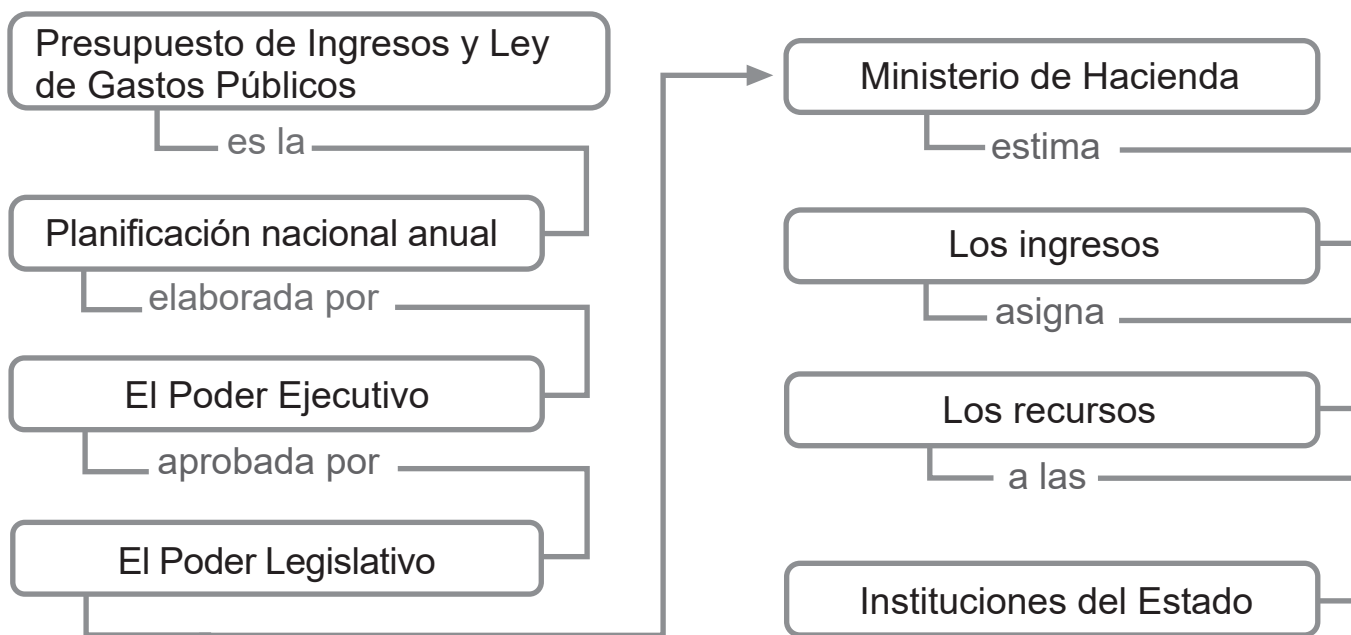 Presupuesto de Ingresos y Ley
de Gastos Públicos
es la
Planificación nacional anual
elaborada por
El Poder Ejecutivo
aprobada por
El Poder Legislativo
Ministerio de Hacienda
estima
Los ingresos
asigna
Los recursos
a las
Instituciones del Estado